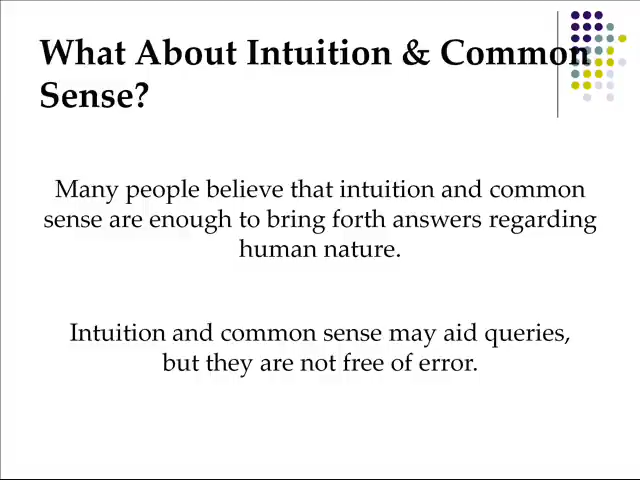 What About Intuition & Common
Sense?
Many people believe that intuition and common
sense are enough to bring forth answers regarding
human nature.
Intuition and common sense may aid queries,
but they are not free of error.